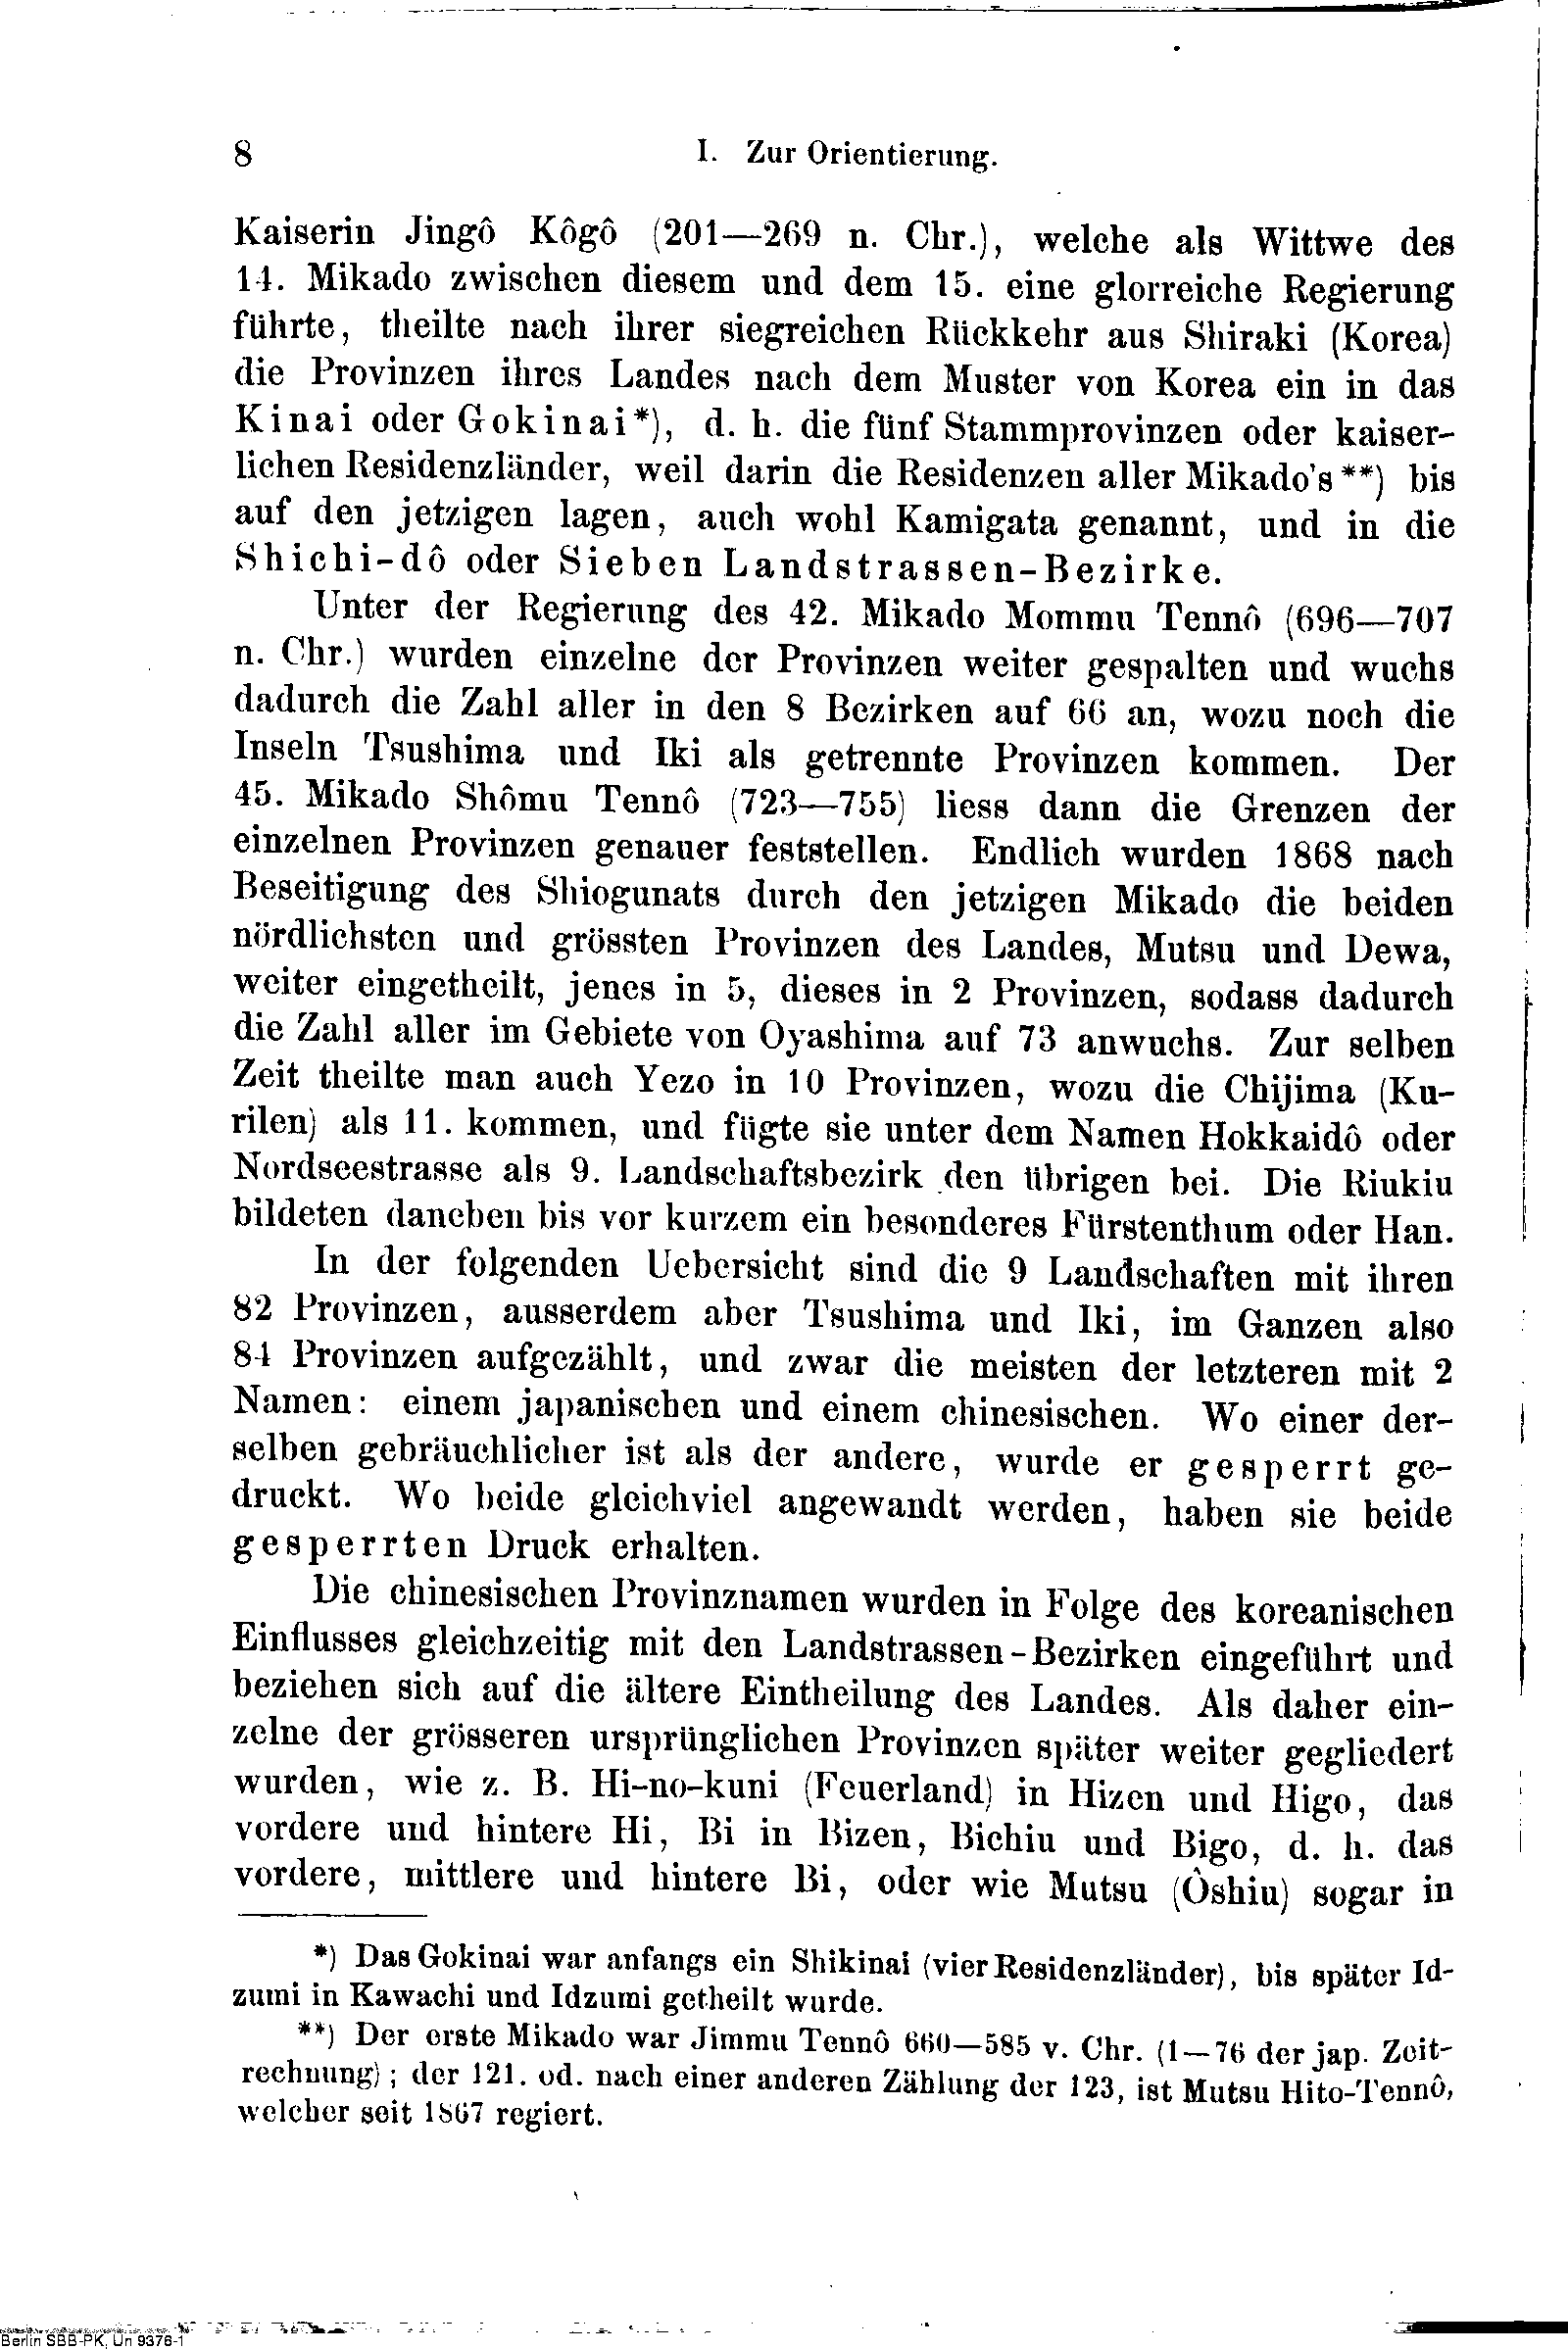 8 I. Zur Orientierung.
Kaiserin Jingô Kôgô (201—269 n. Chr.), welche als Wittwe des
14. Mikado zwischen diesem und dem 15. eine glorreiche Regierung
führte, theilte nach ihrer siegreichen Rückkehr aus Shiraki (Korea)
die Provinzen ihres Landes nach dem Muster von Korea ein in das
Kinai oder Gokinai*), d. h. die fünf Stammprovinzen oder kaiser-
lichen Residenzländer, weil darin die Residenzen aller Mikado's**) bis
auf den jetzigen lagen, auch wohl Kamigata genannt, und in die
Shichi-dô oder Sieben Landstrassen-Bezirke.
Unter der Regierung des 42. Mikado Mommu Tennô (696—707
n. Chr.) wurden einzelne der Provinzen weiter gespalten und wuchs
dadurch die Zahl aller in den 8 Bezirken auf 66 an, wozu noch die
Inseln Tsushima und Iki als getrennte Provinzen kommen. Der
45. Mikado Shômu Tennô (723—755) liess dann die Grenzen der
einzelnen Provinzen genauer feststellen. Endlich wurden 1868 nach
Beseitigung des Shiogunats durch den jetzigen Mikado die beiden
nördlichsten und grössten Provinzen des Landes, Mutsu und Dewa,
weiter eingetheilt, jenes in 5, dieses in 2 Provinzen, sodass dadurch
die Zahl aller im Gebiete von Oyashima auf 73 anwuchs. Zur selben
Zeit theilte man auch Yezo in 10 Provinzen, wozu die Chijima (Ku-
rilen) als 11. kommen, und fügte sie unter dem Namen Hokkaidô oder
Nordseestrasse als 9. Landschaftsbezirk den übrigen bei. Die Riukiu
bildeten daneben bis vor kurzem ein besonderes Fürstenthum oder Han.
In der folgenden Uebersicht sind die 9 Landschaften mit ihren
82 Provinzen, ausserdem aber Tsushima und Iki, im Ganzen also
84 Provinzen aufgezählt, und zwar die meisten der letzteren mit 2
Namen: einem japanischen und einem chinesischen. Wo einer der-
selben gebräuchlicher ist als der andere, wurde er gesperrt ge-
druckt. Wo beide gleichviel angewandt werden, haben sie beide
gesperrten Druck erhalten.
Die chinesischen Provinznamen wurden in Folge des koreanischen
Einflusses gleichzeitig mit den Landstrassen-Bezirken eingeführt und
beziehen sich auf die ältere Eintheilung des Landes. Als daher ein-
zelne der grösseren ursprünglichen Provinzen später weiter gegliedert
wurden, wie z. B. Hi-no-kuni (Feuerland) in Hizen und Higo, das
vordere und hintere Hi, Bi in Bizen, Bichiu und Bigo, d. h. das
vordere, mittlere und hintere Bi, oder wie Mutsu (Ôshiu) sogar in
*) Das Gokinai war anfangs ein Shikinai (vier Residenzländer), bis später Id-
zumi in Kawachi und Idzumi getheilt wurde.
**) Der erste Mikado war Jimmu Tennô 660—585 v. Chr. (1—76 der jap. Zeit-
rechnung); der 121. od. nach einer anderen Zählung der 123, ist Mutsu Hito-Tennô,
welcher seit 1867 regiert.
Berlin SBB-PK, Un 9376-1